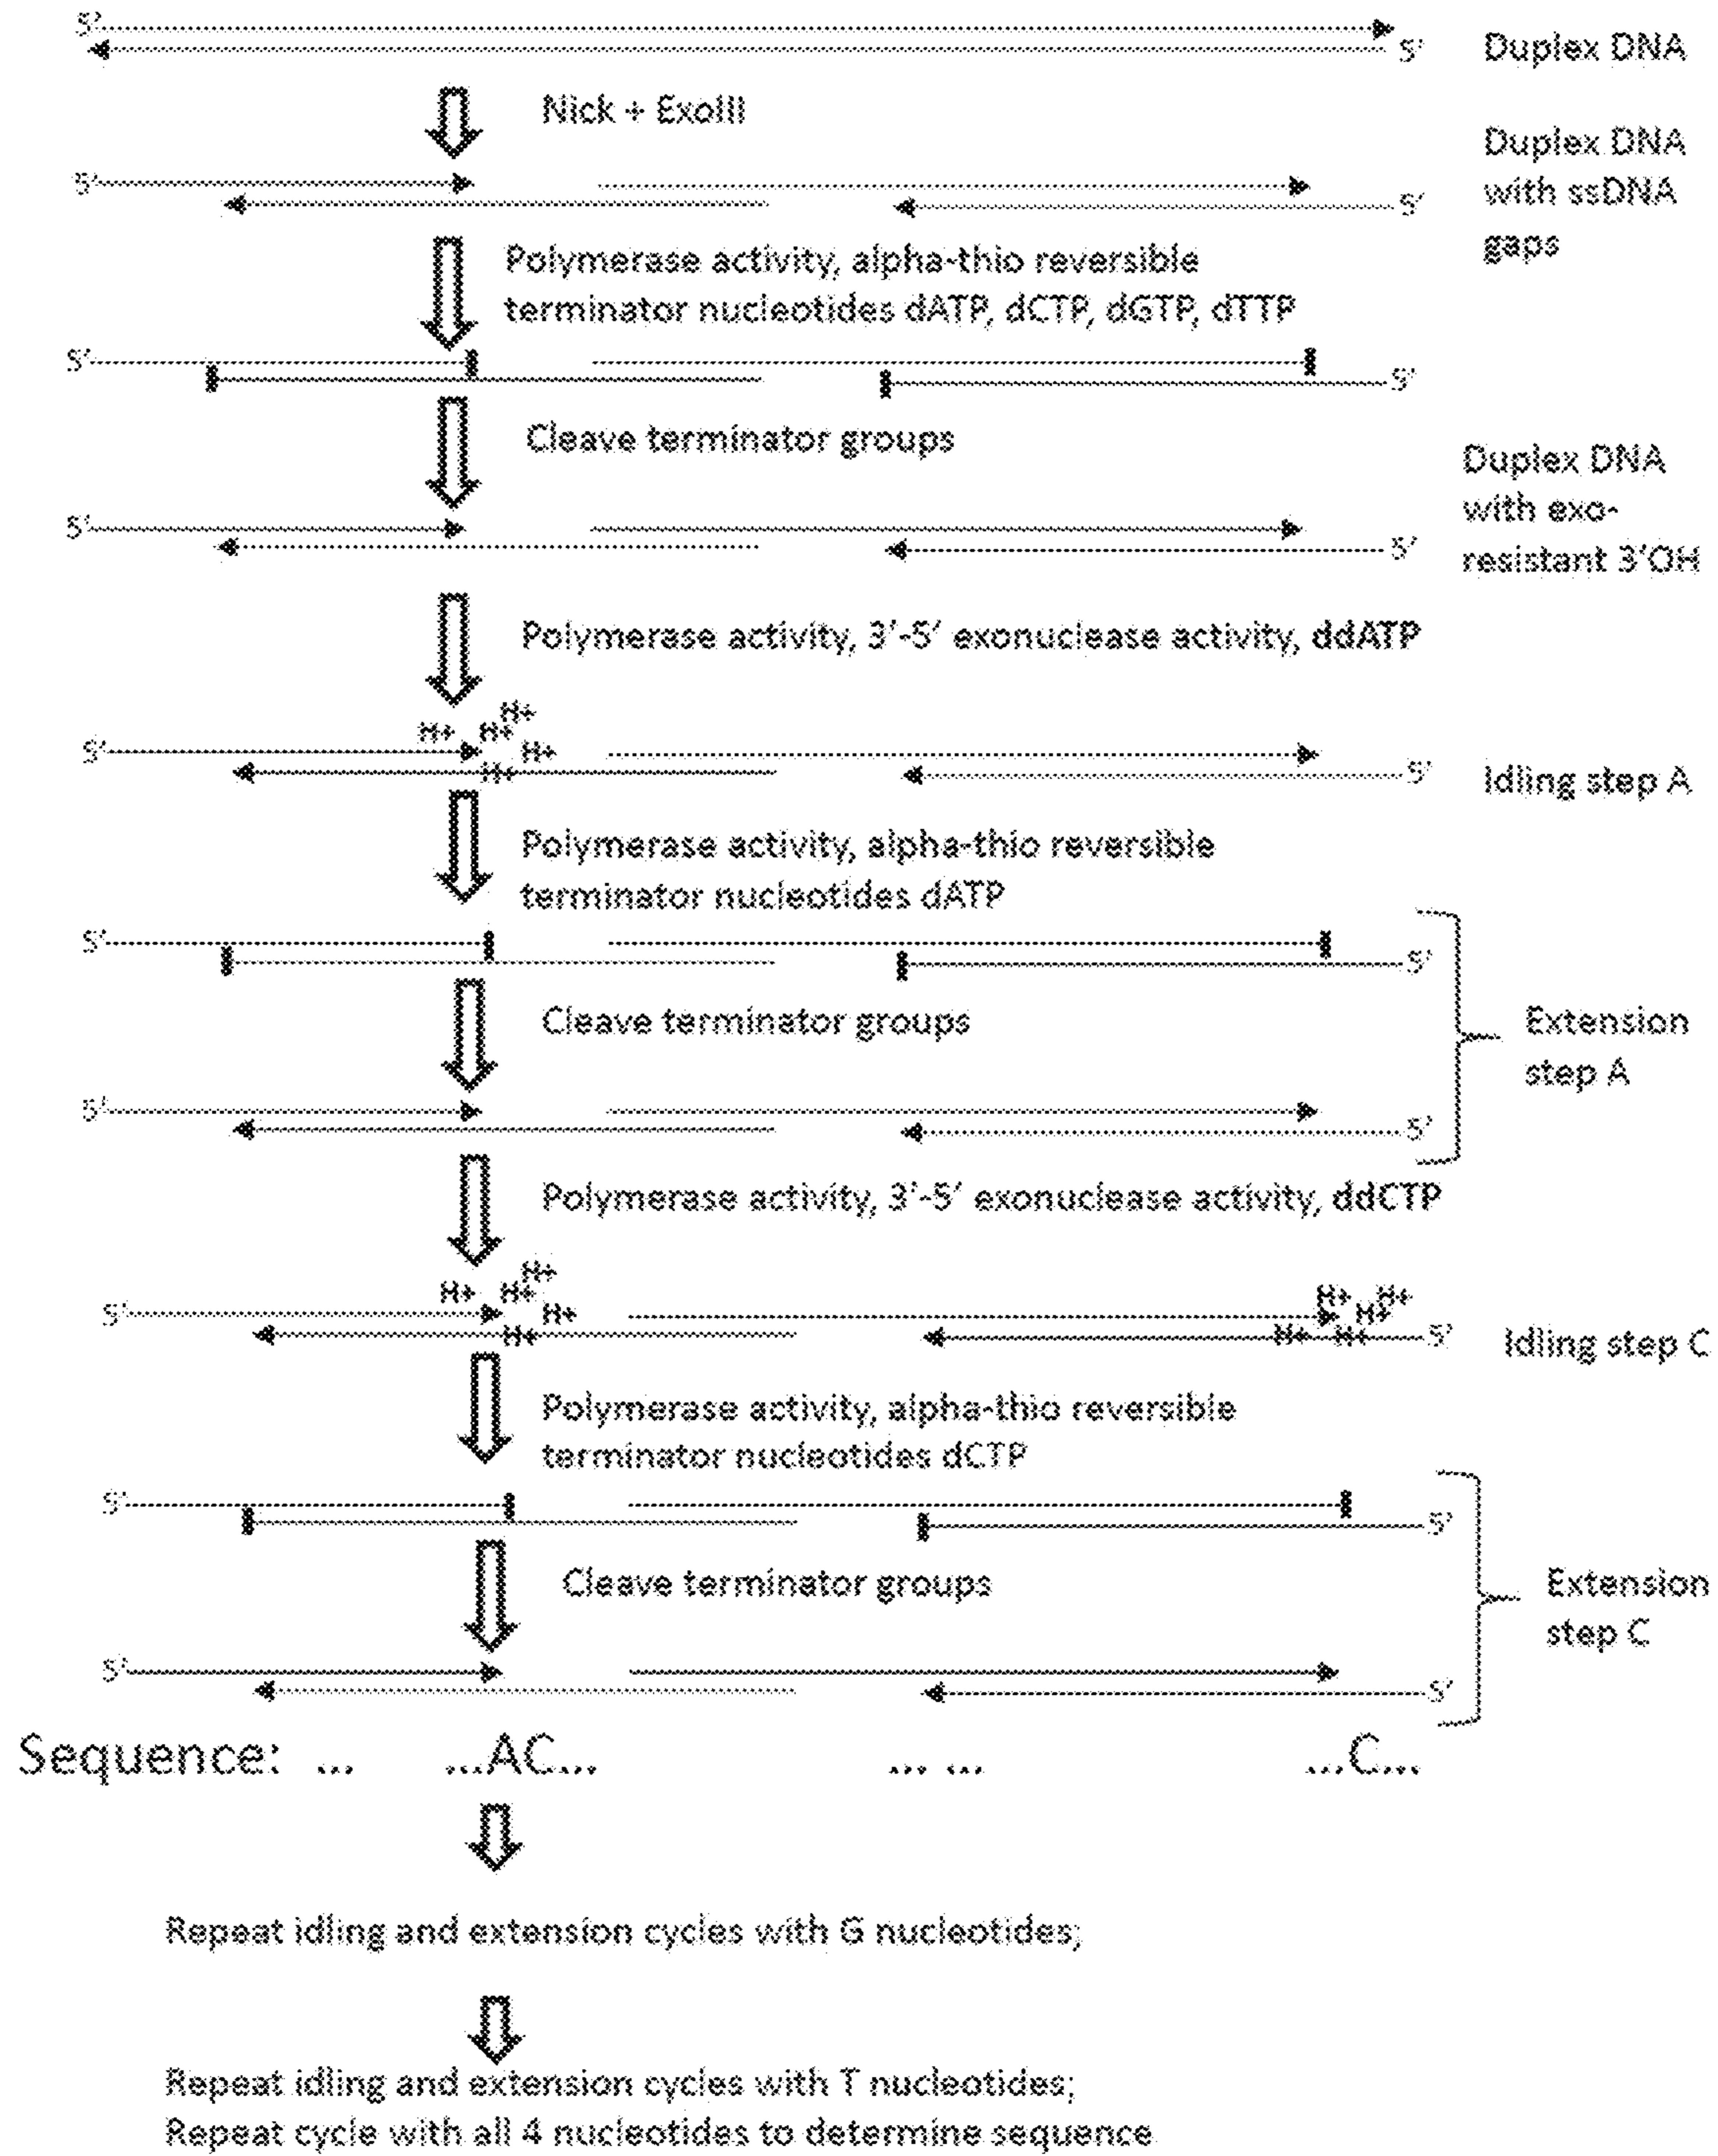 5'
5'
Duplex DNA
Nick + ExoIII
Duplex DNA
with ssDNA
gaps
5'
5'
Polymerase activity, alpha-thio reversible
terminator nucleotides dATP, dCTP, dGTP, dTTP
5'
5'
Cleave terminator groups
Duplex DNA
with exo-
resistant 3'OH
5'
5'
Polymerase activity, 3'-5' exonuclease activity, ddATP
H+
H+ H+
H+
H+
5'
5'
Idling step A
Polymerase activity, alpha-thio reversible
terminator nucleotides dATP
5'
5'
Cleave terminator groups
Extension
step A
5'
5'
Polymerase activity, 3'-5' exonuclease activity, ddCTP
H+
H+ H+
H+
H+
H+ H+
H+
H+ H+
5'
5'
Idling step C
Polymerase activity, alpha-thio reversible
terminator nucleotides dCTP
5'
5'
Cleave terminator groups
Extension
step C
5'
5'
Sequence: ... ...AC... ... ... ...C...
Repeat idling and extension cycles with G nucleotides;
Repeat idling and extension cycles with T nucleotides;
Repeat cycle with all 4 nucleotides to determine sequence